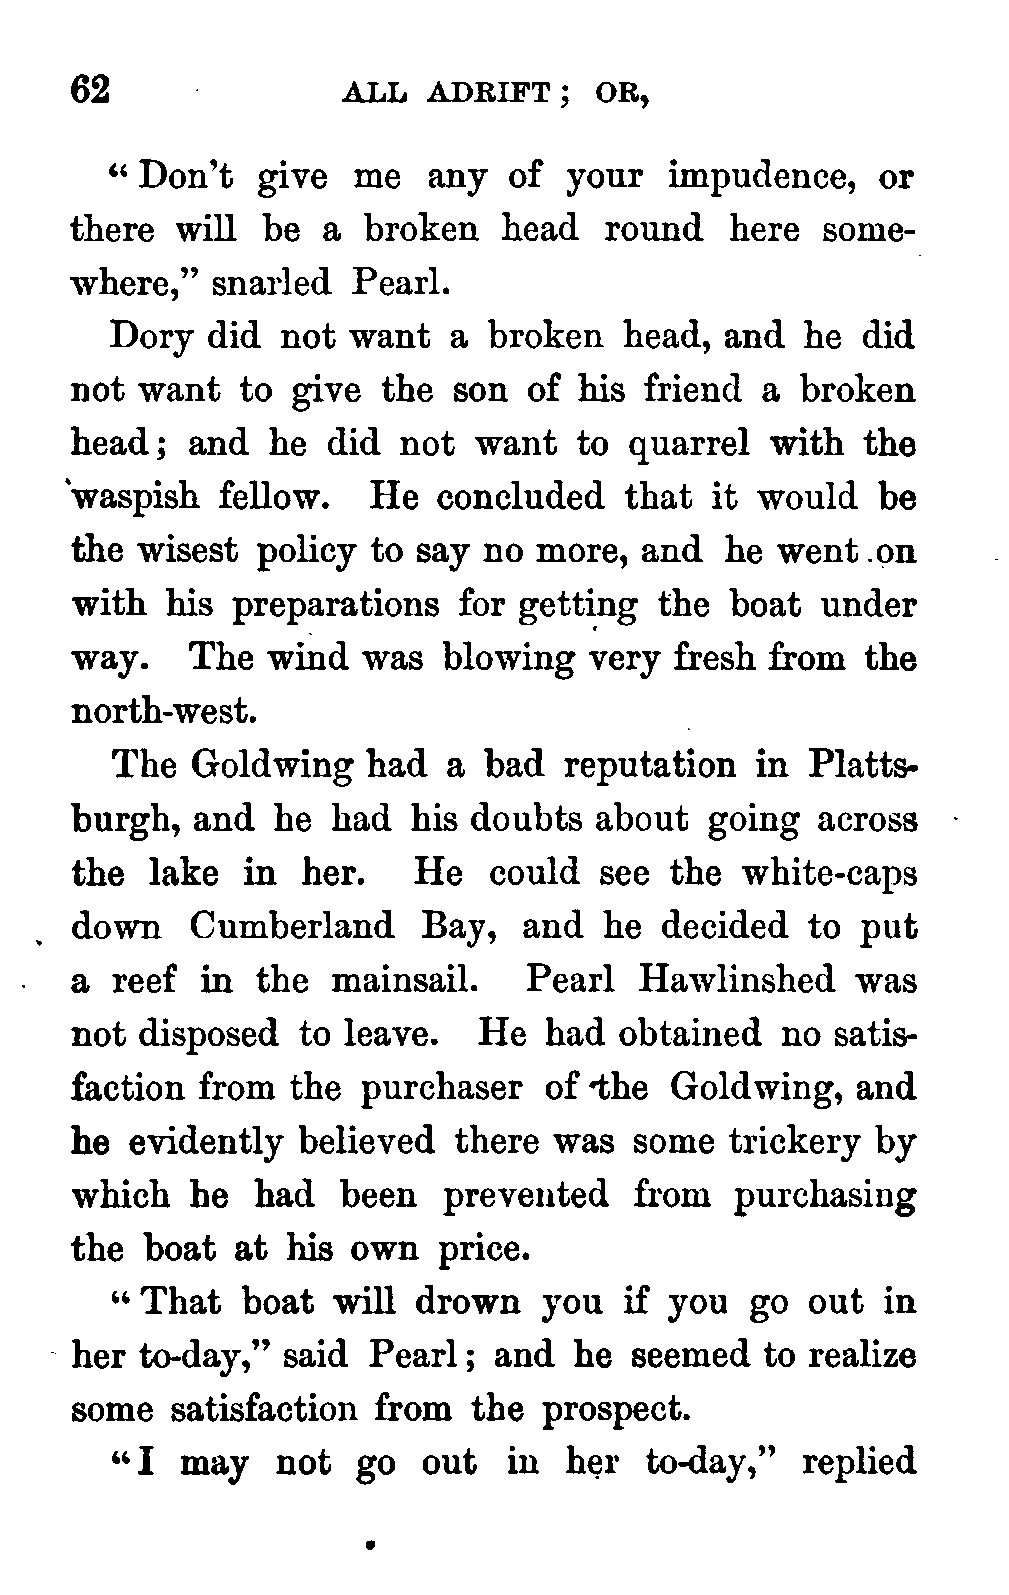 62 ALL ADRIFT; OR,
"Don't give me any of your impudence, or
there will be a broken head round here some-
where," snarled Pearl.
Dory did not want a broken head, and he did
not want to give the son of his friend a broken
head; and he did not want to quarrel with the
waspish fellow. He concluded that it would be
the wisest policy to say no more, and he went on
with his preparations for getting the boat under
way. The wind was blowing very fresh from the
north-west.
The Goldwing had a bad reputation in Platts-
burgh, and he had his doubts about going across
the lake in her. He could see the white-caps
down Cumberland Bay, and he decided to put
a reef in the mainsail. Pearl Hawlinshed was
not disposed to leave. He had obtained no satis-
faction from the purchaser of the Goldwing, and
he evidently believed there was some trickery by
which he had been prevented from purchasing
the boat at his own price.
"That boat will drown you if you go out in
her to-day," said Pearl; and he seemed to realize
some satisfaction from the prospect.
"I may not go out in her to-day," replied